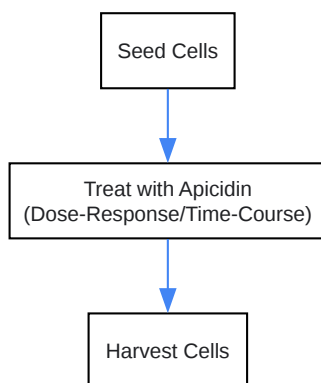 Seed Cells
Treat with Apicidin
(Dose-Response/Time-Course)
Harvest Cells